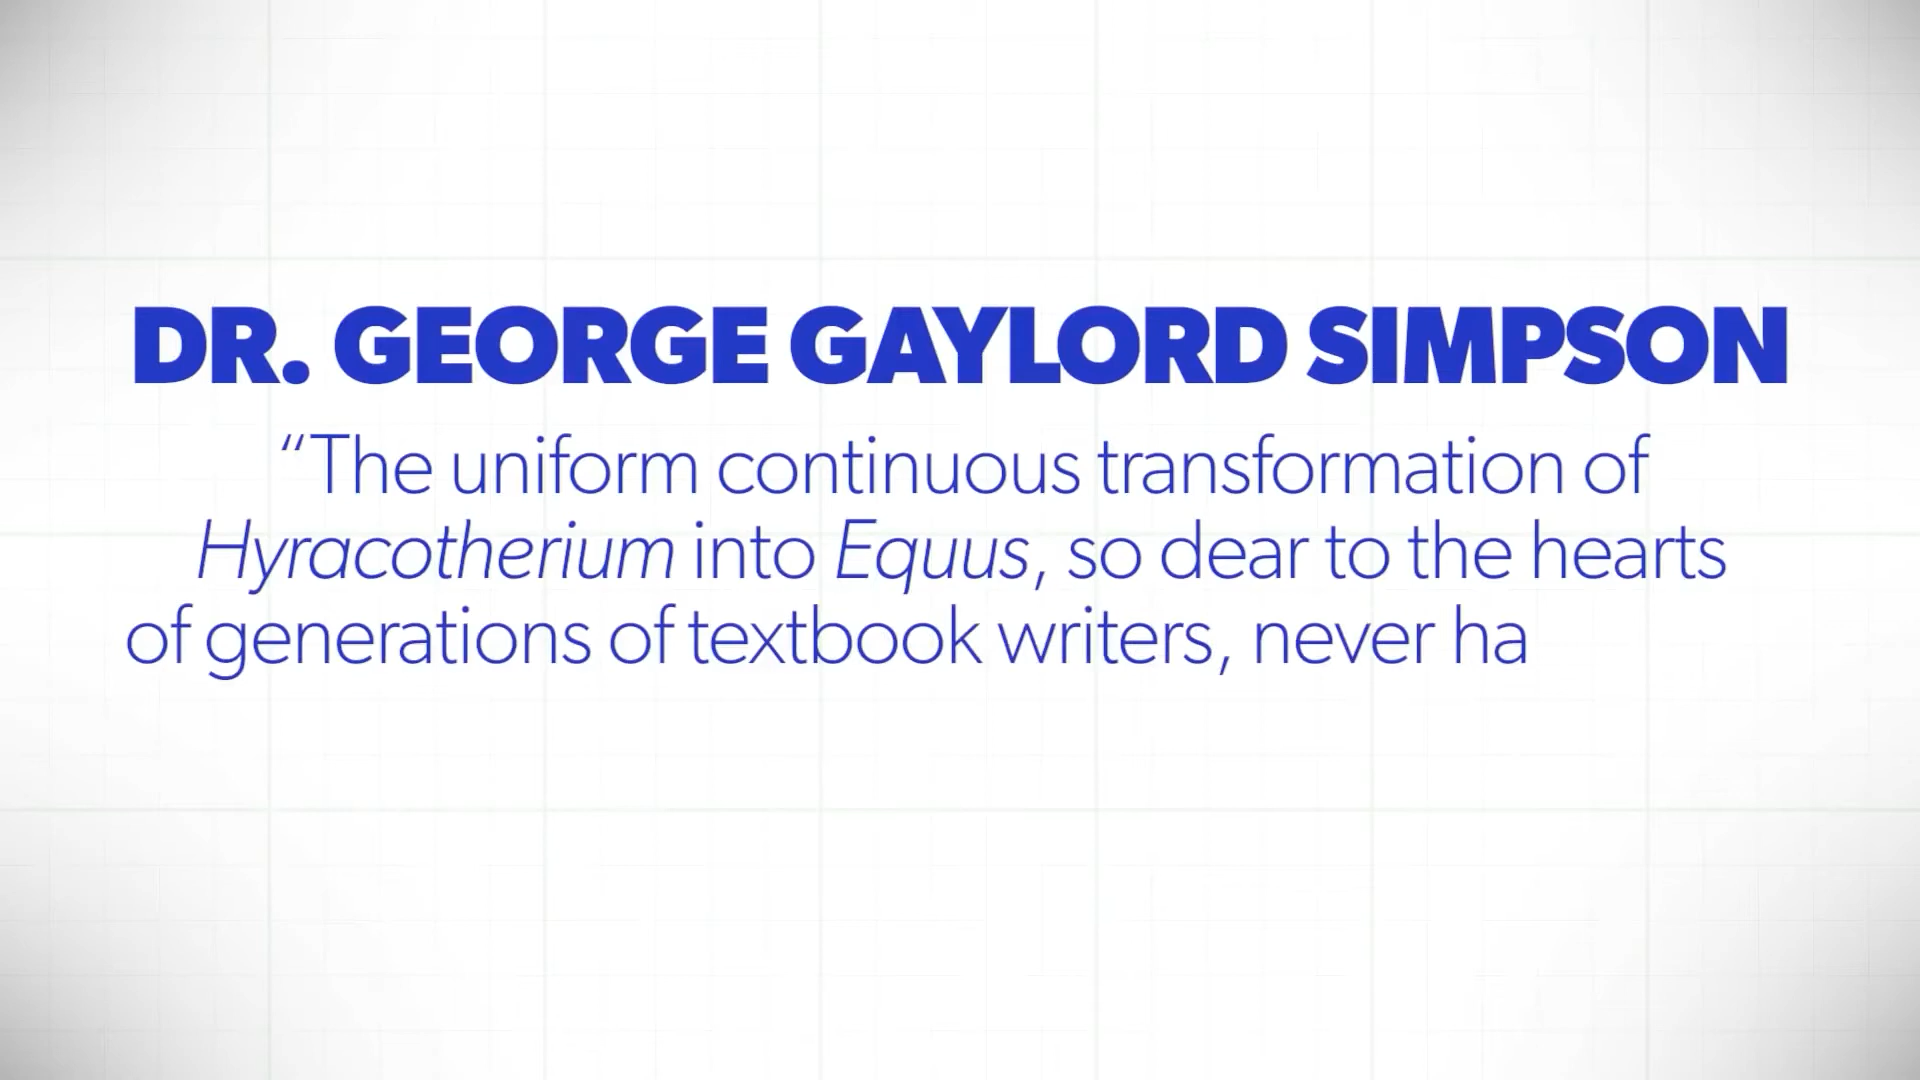 DR. GEORGE GAYLORD SIMPSON
“The uniform continuous transformation of
Hyracotherium into Equus, so dear to the hearts
of generations of textbook writers, never ha